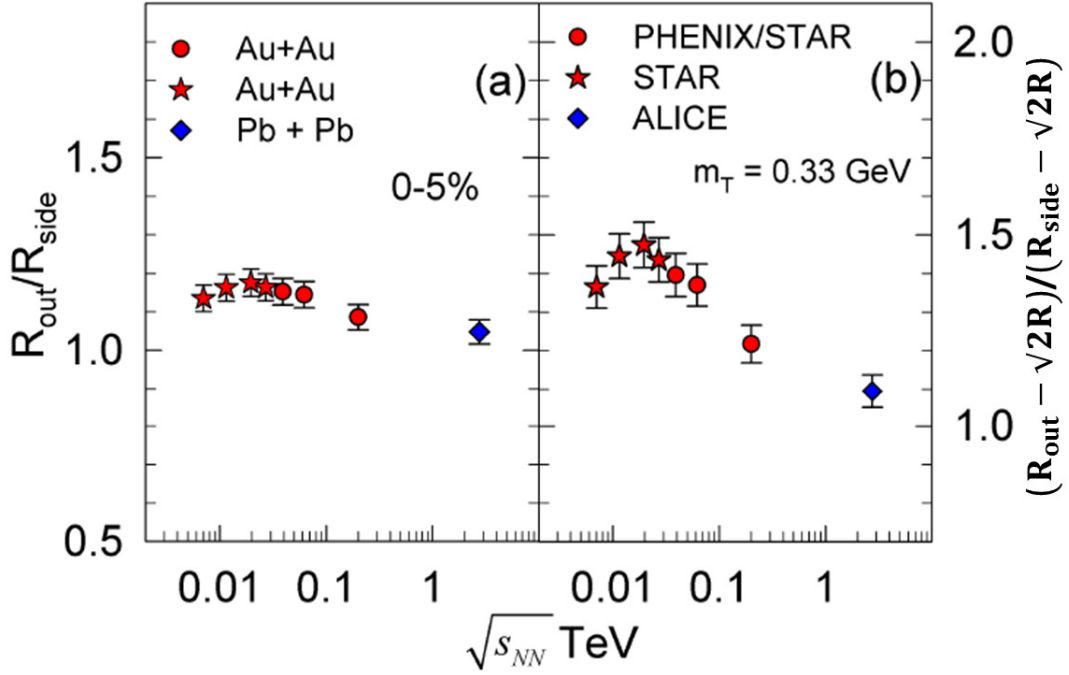 Au+Au
Au+Au
Pb + Pb
(a)
0-5%
PHENIX/STAR
STAR
ALICE
(b)
m_T = 0.33 GeV
R_out/R_side
1.5
1.0
0.5
2.0
1.5
1.0
(R_out − √2R)/(R_side − √2R)
0.01 0.1 1
0.01 0.1 1
√s_NN TeV